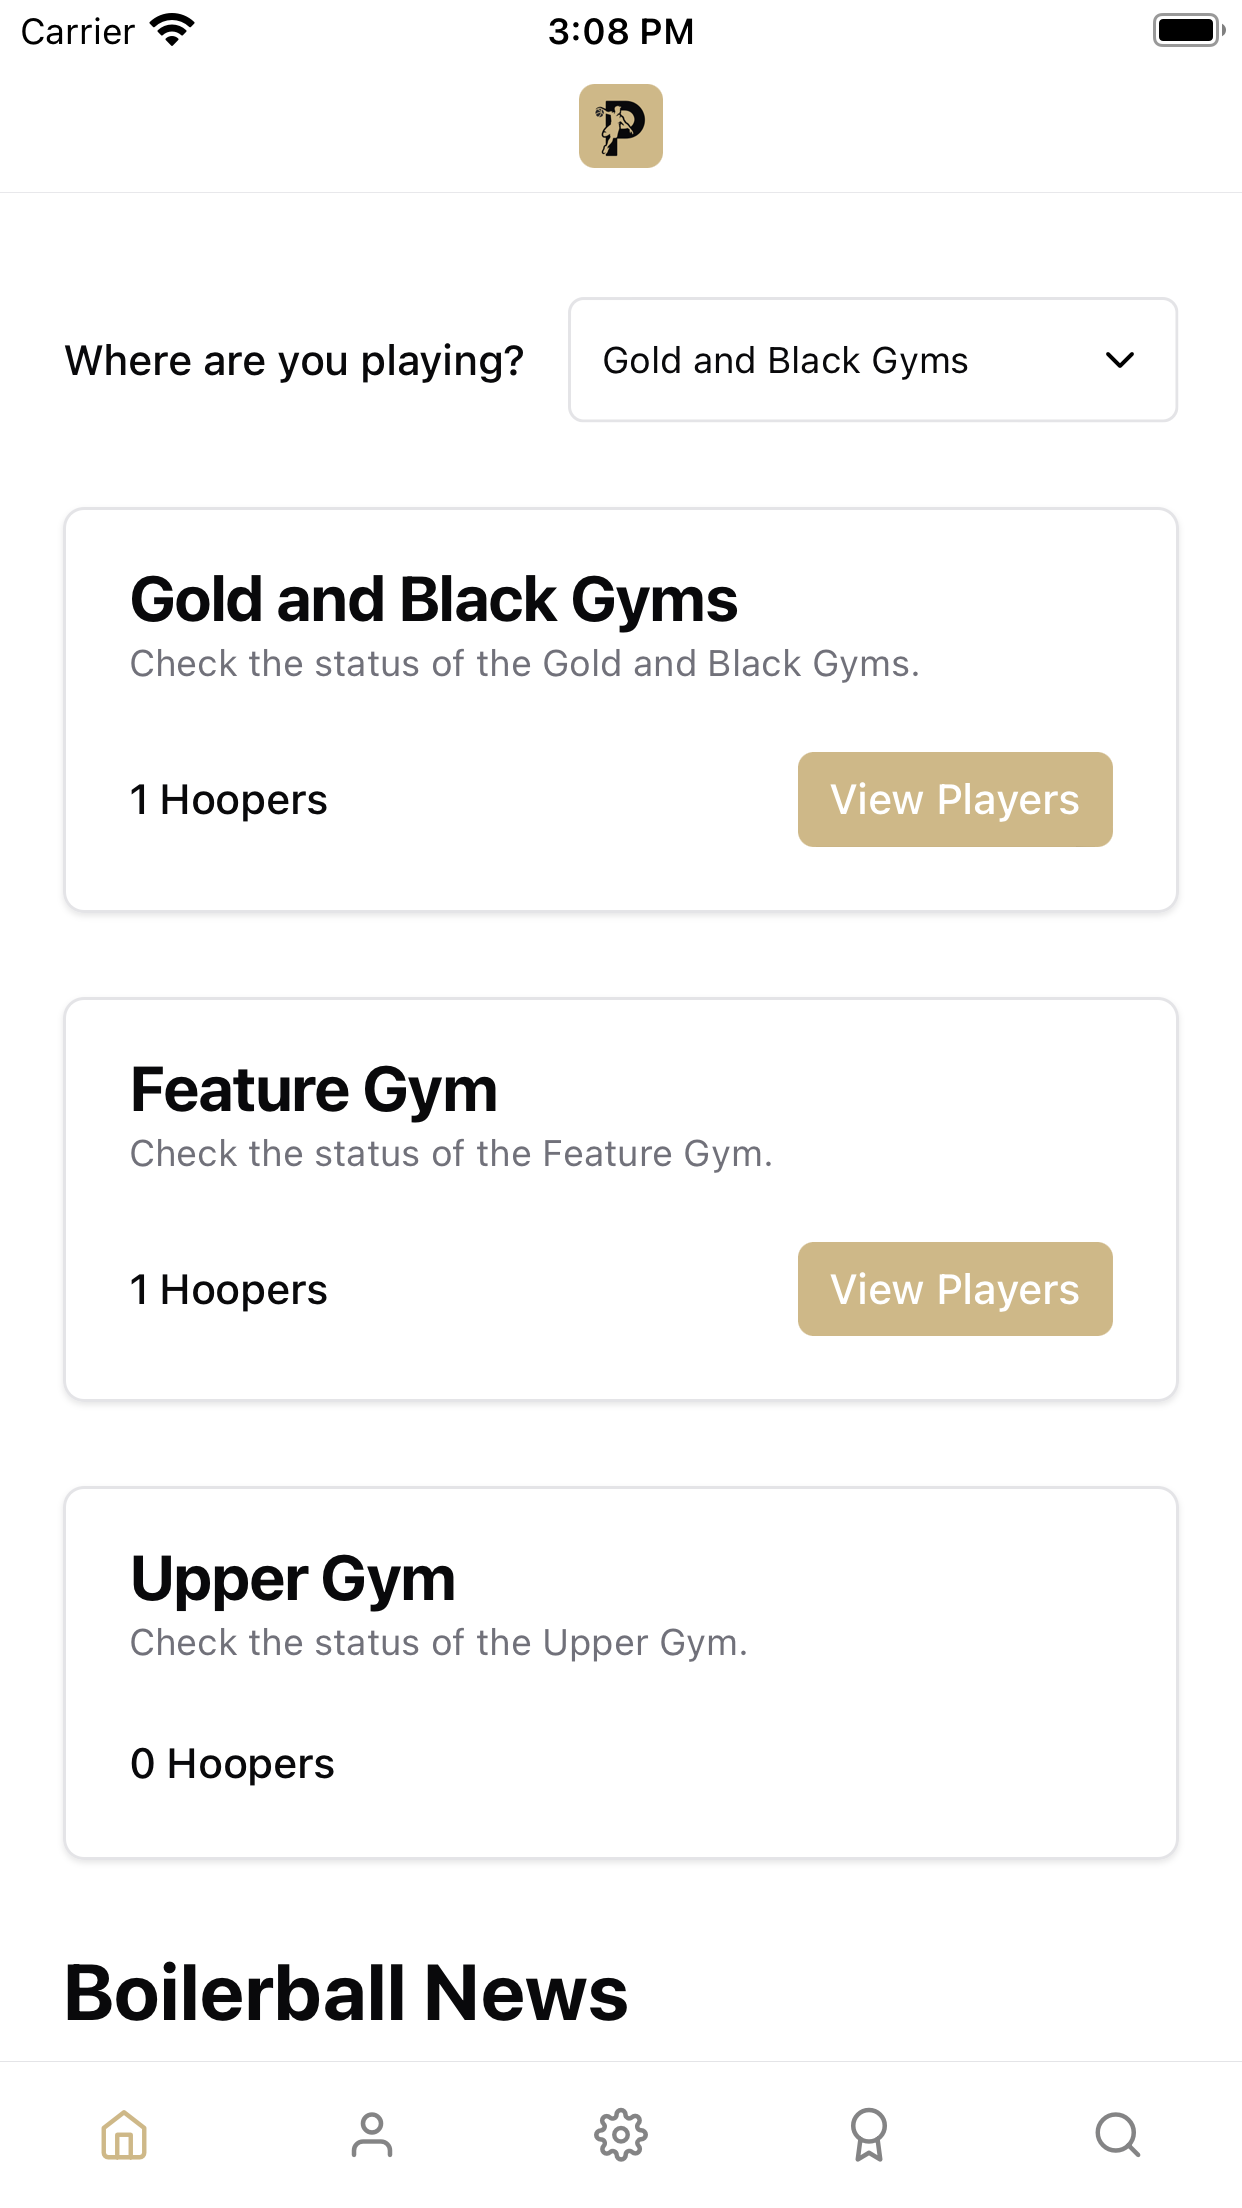 Carrier
3:08 PM
P
Where are you playing?
Gold and Black Gyms
Gold and Black Gyms
Check the status of the Gold and Black Gyms.
1 Hoopers
View Players
Feature Gym
Check the status of the Feature Gym.
1 Hoopers
View Players
Upper Gym
Check the status of the Upper Gym.
0 Hoopers
Boilerball News